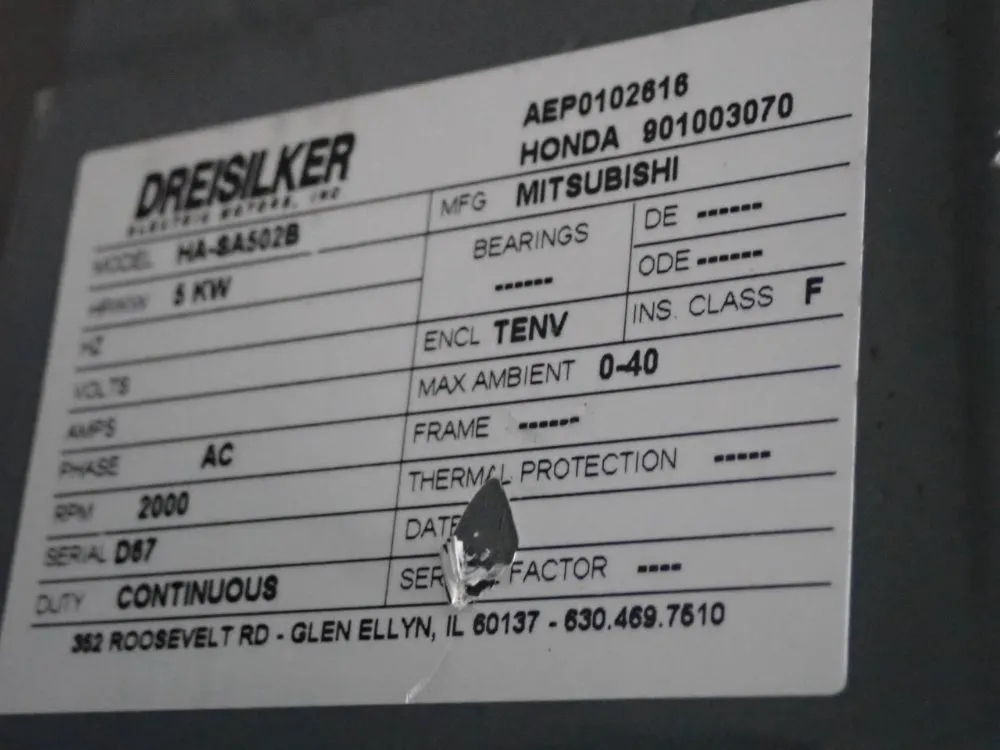 AEP0102616
HONDA 901003070
DREISILKER
ELECTRIC MOTORS, INC
MODEL HA-SA502B
MFG MITSUBISHI
HP/KW 5 KW
BEARINGS ------
DE ------
ODE ------
HZ
ENCL TENV
INS. CLASS F
VOLTS
MAX AMBIENT 0-40
AMPS
FRAME ------
PHASE AC
THERMAL PROTECTION -----
RPM 2000
DATE
SERIAL D67
FACTOR ----
DUTY CONTINUOUS
362 ROOSEVELT RD - GLEN ELLYN, IL 60137 - 630.469.7510